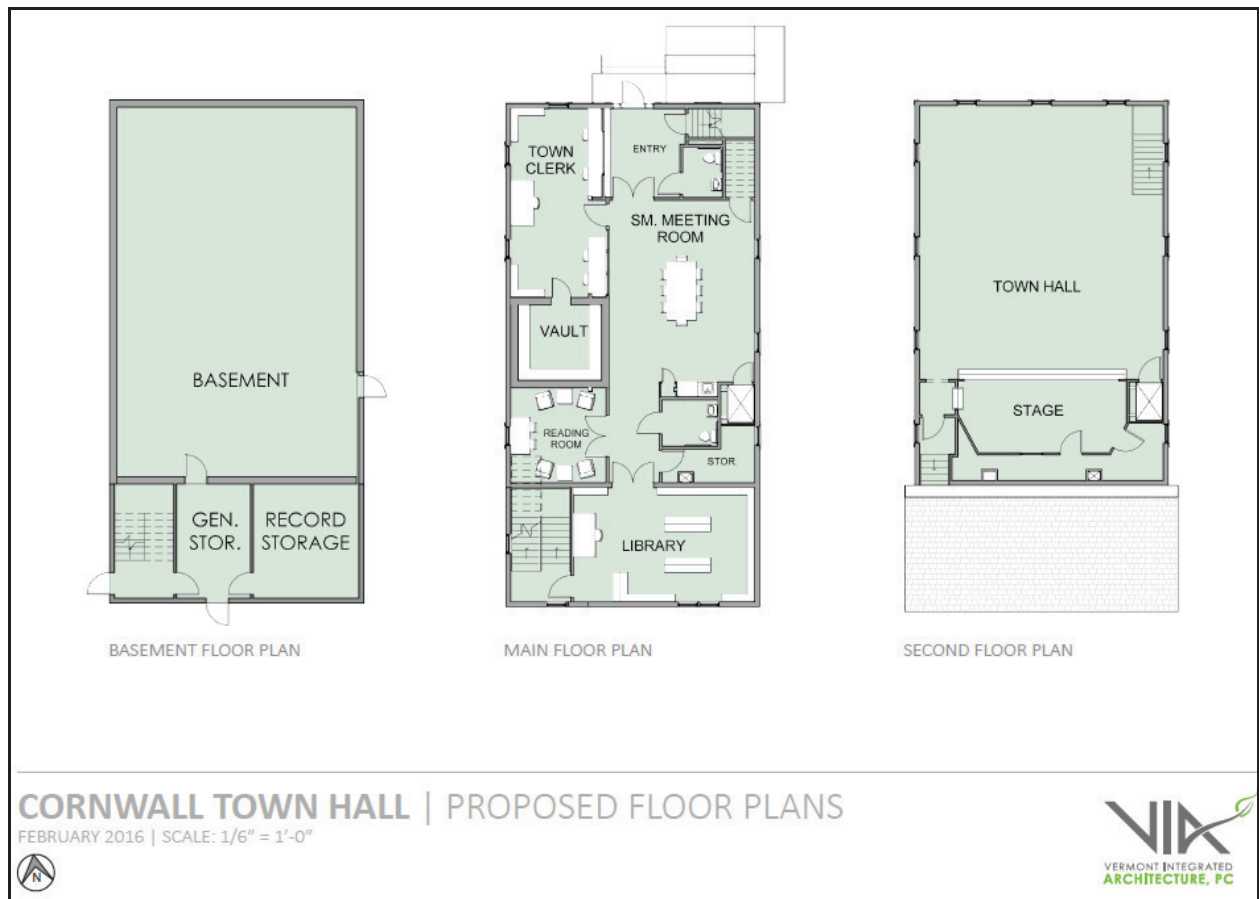 BASEMENT
GEN.
STOR.
RECORD
STORAGE
BASEMENT FLOOR PLAN
TOWN
CLERK
ENTRY
SM. MEETING
ROOM
VAULT
READING
ROOM
STOR.
LIBRARY
MAIN FLOOR PLAN
TOWN HALL
STAGE
SECOND FLOOR PLAN
CORNWALL TOWN HALL | PROPOSED FLOOR PLANS
FEBRUARY 2016 | SCALE: 1/6" = 1'-0"
N
VIA
VERMONT INTEGRATED
ARCHITECTURE, PC